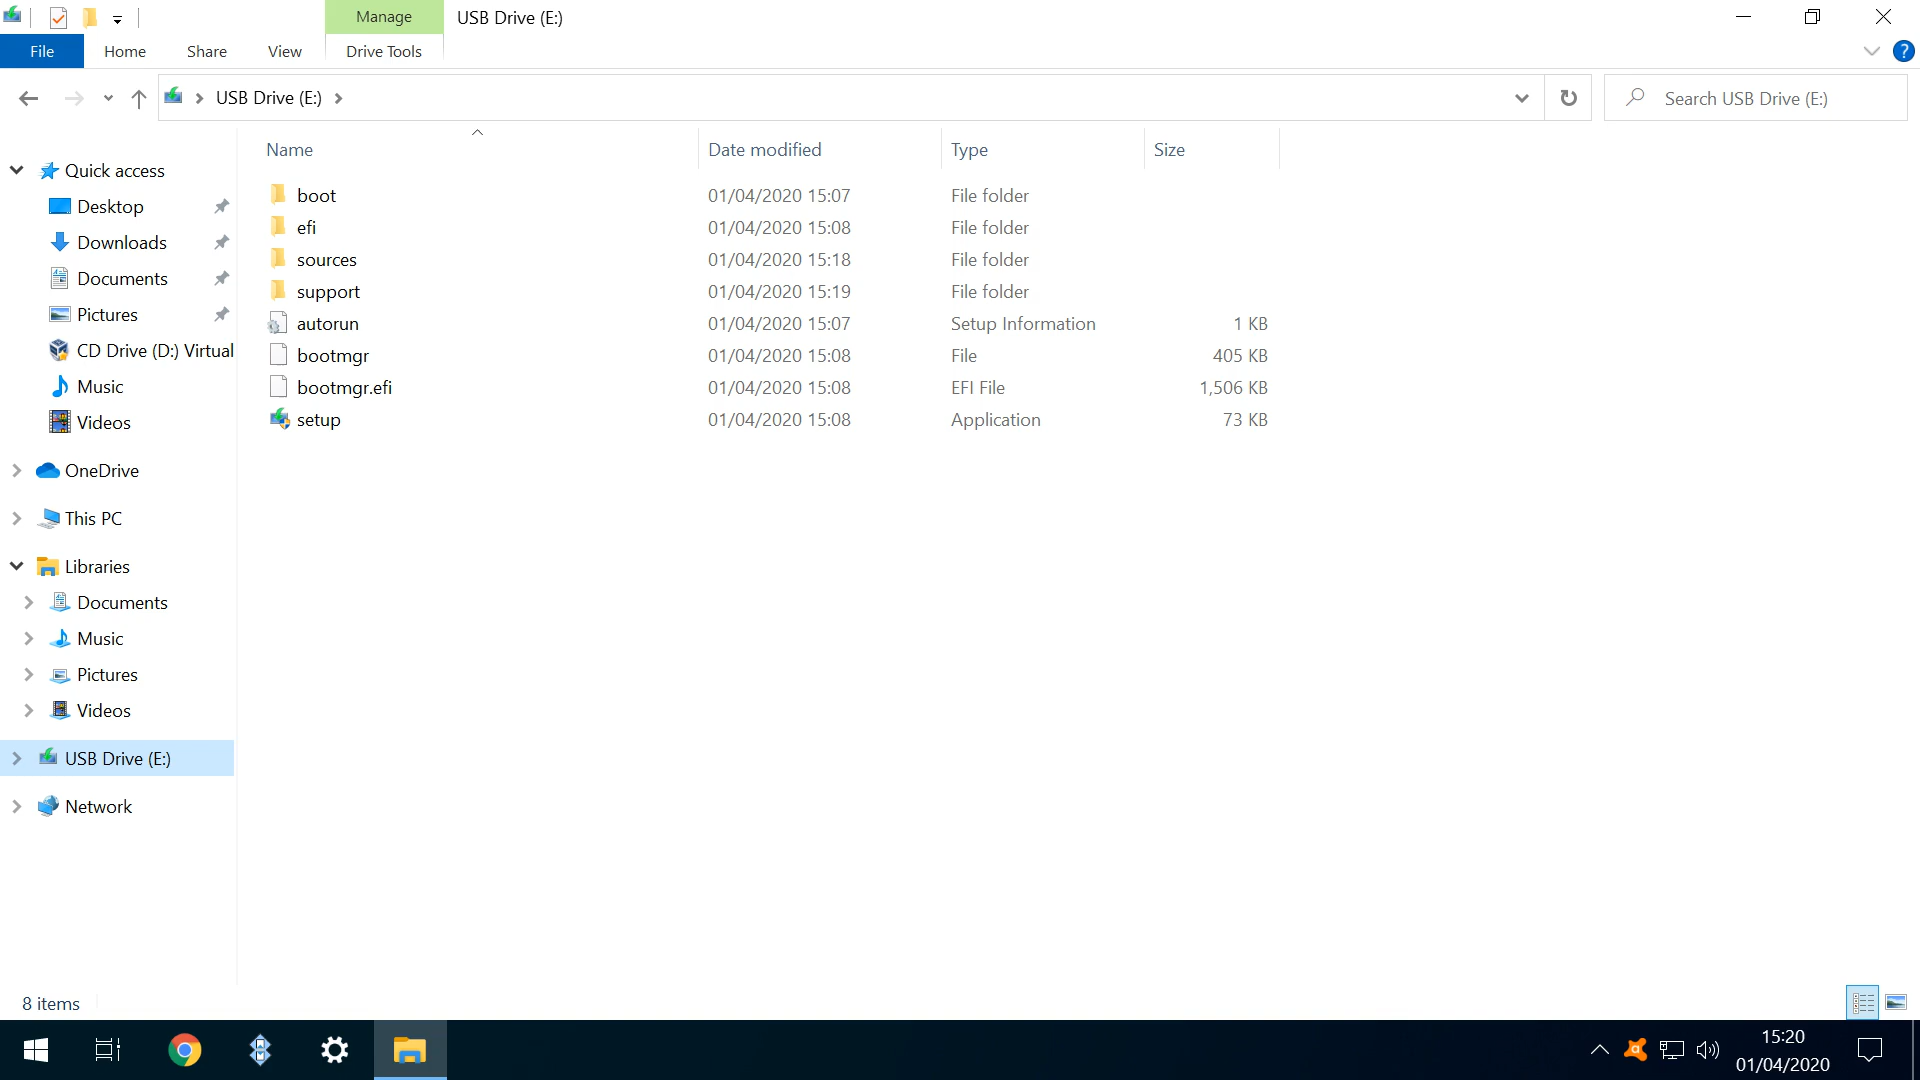 Manage
USB Drive (E:)
File
Home
Share
View
Drive Tools
?
USB Drive (E:)
Search USB Drive (E:)
Name
Date modified
Type
Size
boot
01/04/2020 15:07
File folder
efi
01/04/2020 15:08
File folder
sources
01/04/2020 15:18
File folder
support
01/04/2020 15:19
File folder
autorun
01/04/2020 15:07
Setup Information
1 KB
bootmgr
01/04/2020 15:08
File
405 KB
bootmgr.efi
01/04/2020 15:08
EFI File
1,506 KB
setup
01/04/2020 15:08
Application
73 KB
Quick access
Desktop
Downloads
Documents
Pictures
CD Drive (D:) Virtual
Music
Videos
OneDrive
This PC
Libraries
Documents
Music
Pictures
Videos
USB Drive (E:)
Network
8 items
15:20
01/04/2020